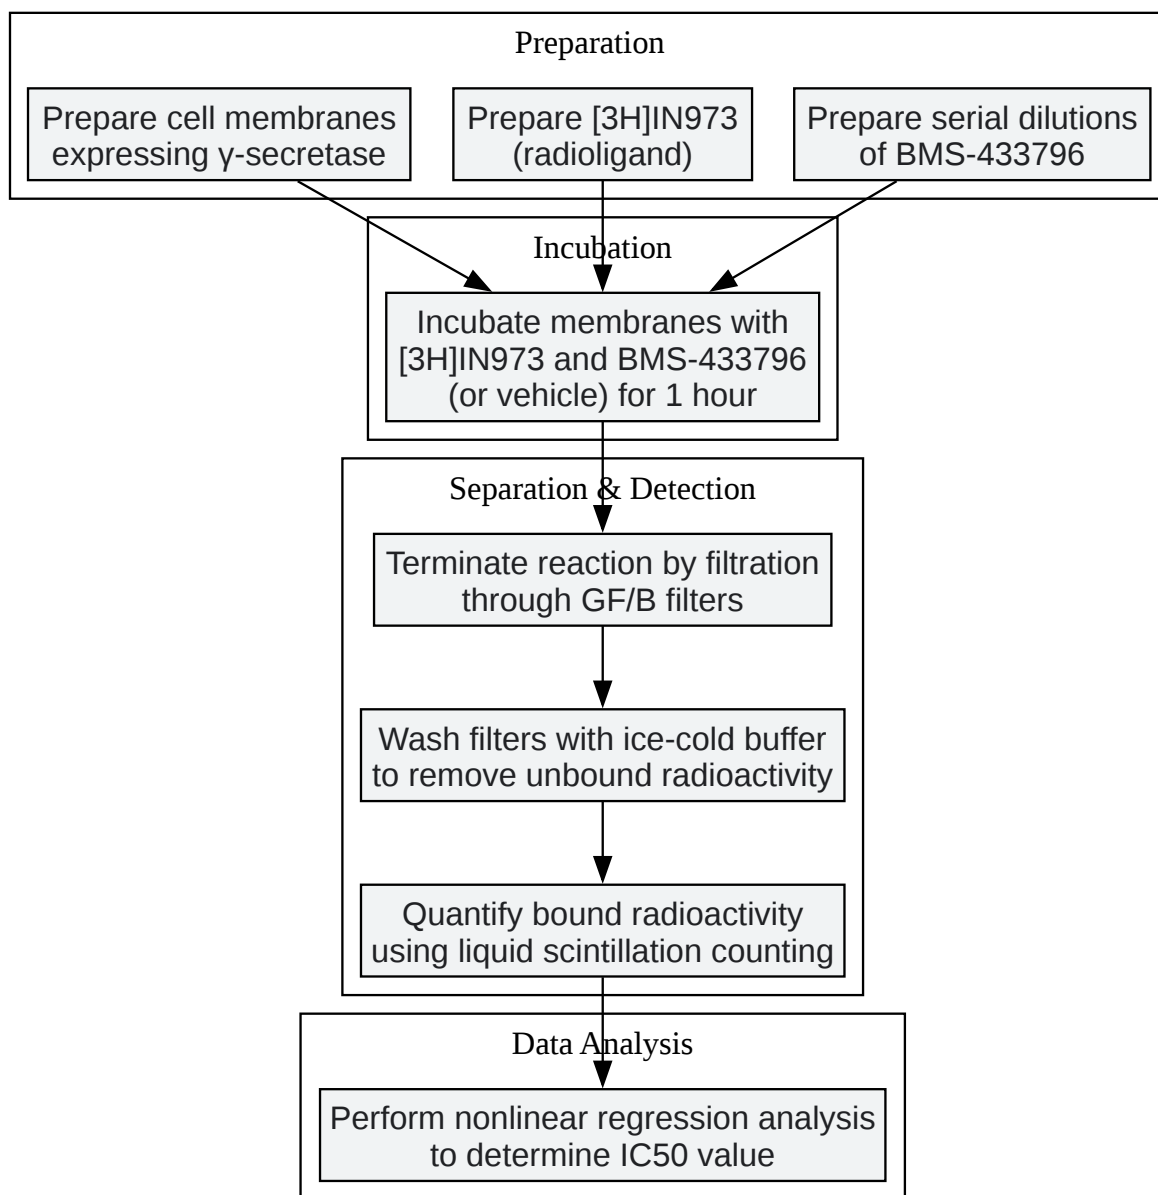 Preparation
Prepare cell membranes
expressing γ-secretase
Prepare [3H]IN973
(radioligand)
Prepare serial dilutions
of BMS-433796
Incubation
Incubate membranes with
[3H]IN973 and BMS-433796
(or vehicle) for 1 hour
Separation & Detection
Terminate reaction by filtration
through GF/B filters
Wash filters with ice-cold buffer
to remove unbound radioactivity
Quantify bound radioactivity
using liquid scintillation counting
Data Analysis
Perform nonlinear regression analysis
to determine IC50 value